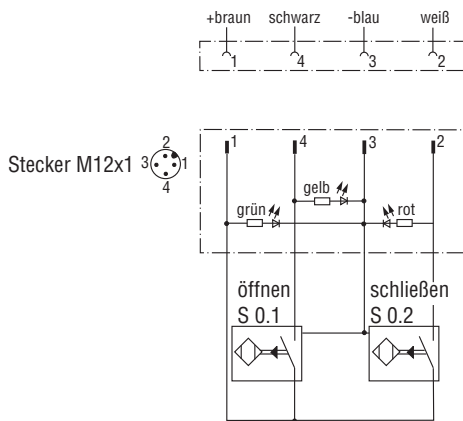 +braun schwarz -blau weiß
1 4 3 2
1 4 3 2
Stecker M12x1 2 3 1 4
gelb
grün rot
öffnen schließen
S 0.1 S 0.2